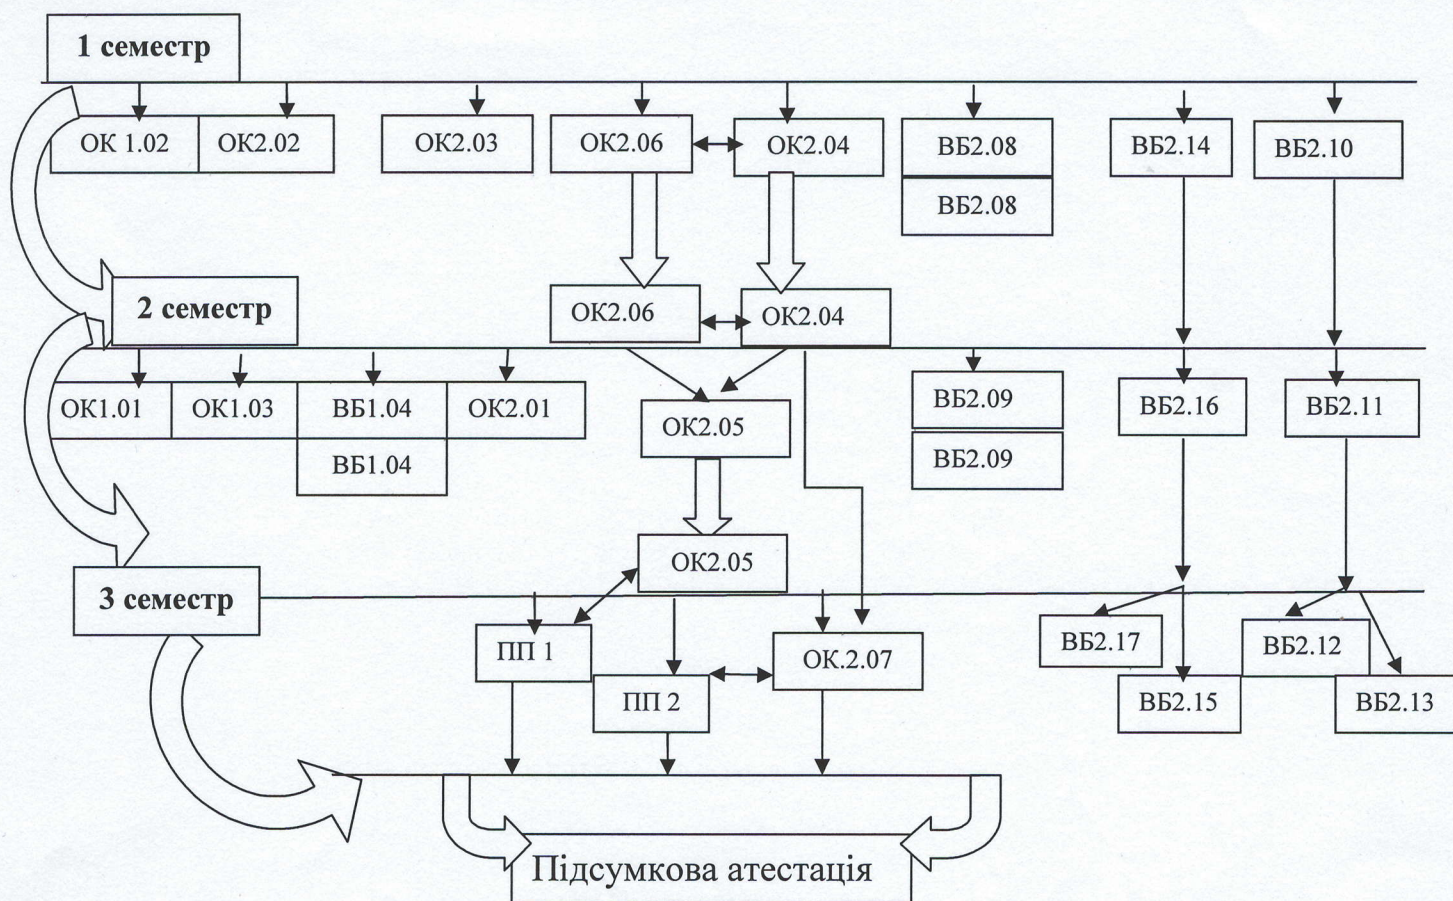 1 семестр
ОК 1.02
ОК2.02
ОК2.03
ОК2.06
ОК2.04
ВБ2.08
ВБ2.14
ВБ2.10
ВБ2.08
2 семестр
ОК2.06
ОК2.04
ОК1.01
ОК1.03
ВБ1.04
ОК2.01
ОК2.05
ВБ2.09
ВБ2.16
ВБ2.11
ВБ1.04
ВБ2.09
ОК2.05
3 семестр
ПП 1
ОК.2.07
ВБ2.17
ВБ2.12
ПП 2
ВБ2.15
ВБ2.13
Підсумкова атестація